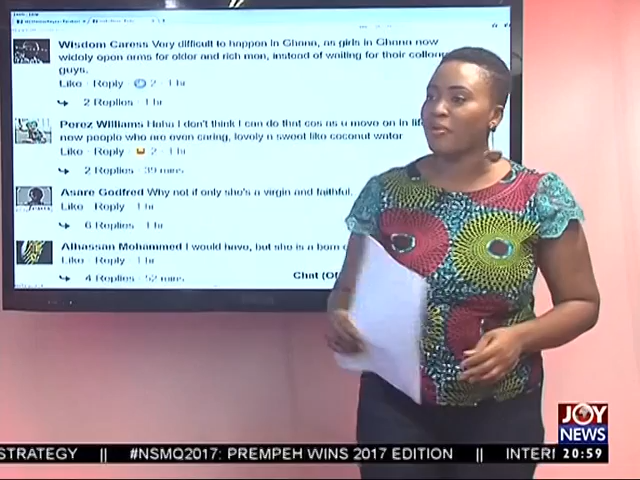 Wisdom Caress Very difficult to happen in Ghana, as girls in Ghana now
widely open arms for older and rich men, instead of waiting for their
guys.
Like · Reply · 2 · 1 hr
2 Replies · 1 hr
Perez Williams Haha I don't think I can do that cos as u move on in
new people who are even caring, lovely n sweet like coconut water
Like · Reply · 2 · 1 hr
2 Replies · 39 mins
Asare Godfred Why not if only she's a virgin and faithful.
Like · Reply · 1 hr
6 Replies · 1 hr
Alhassan Mohammed I would have, but she is a born
Like · Reply · 1 hr
4 Replies · 52 mins
Chat
JOY
NEWS
STRATEGY || #NSMQ2017: PREMPEH WINS 2017 EDITION || INTERI
20:59